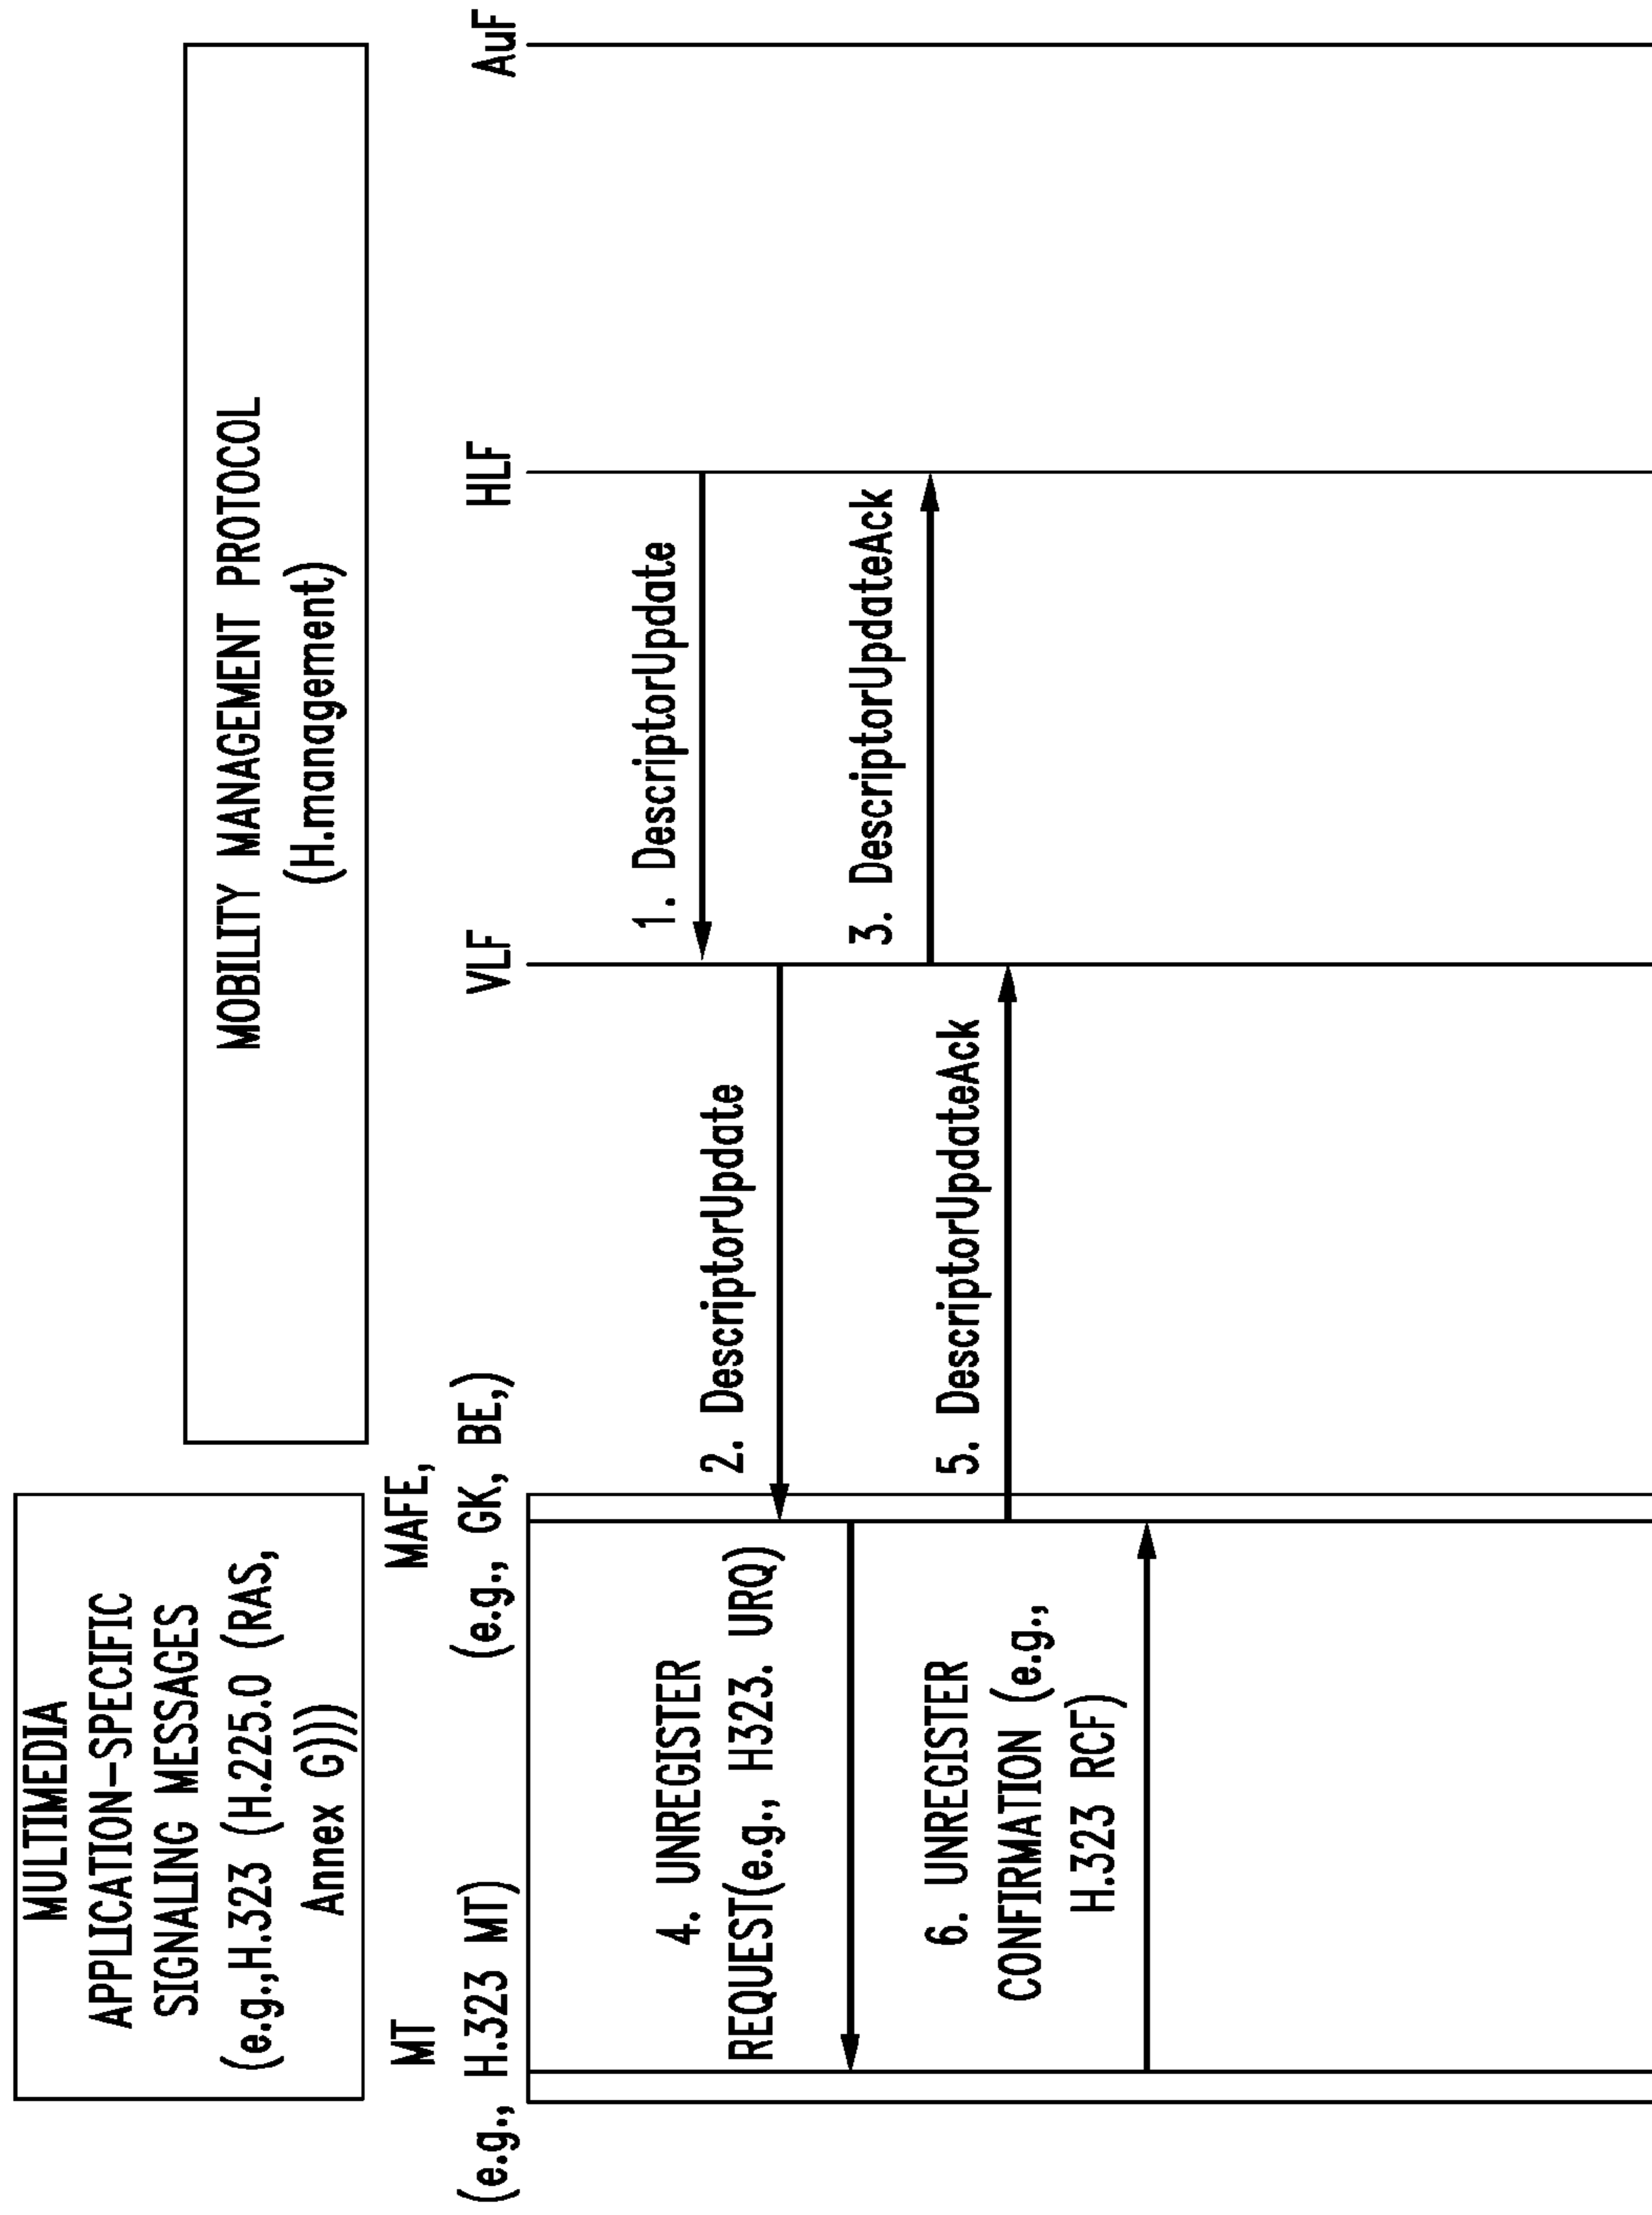 MULTIMEDIA
APPLICATION-SPECIFIC
SIGNALING MESSAGES
(e.g.,H.323 (H.225.0 (RAS,
Annex G)))
MOBILITY MANAGEMENT PROTOCOL
(H.management)
MT
(e.g., H.323 MT)
MAFE,
(e.g., GK, BE,)
VLF
HLF
AuF
1. DescriptorUpdate
2. DescriptorUpdate
3. DescriptorUpdateAck
4. UNREGISTER
REQUEST(e.g., H323. URQ)
5. DescriptorUpdateAck
6. UNREGISTER
CONFIRMATION (e.g.,
H.323 RCF)